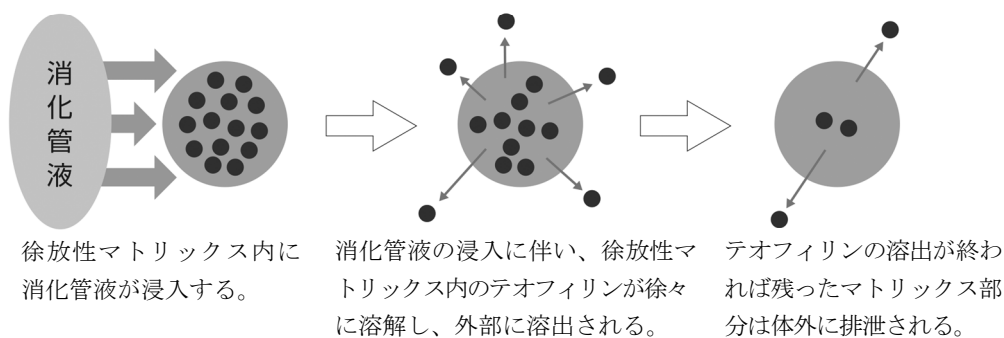 消化管液
徐放性マトリックス内に
消化管液が浸入する。
消化管液の浸入に伴い、徐放性マ
トリックス内のテオフィリンが徐々
に溶解し、外部に溶出される。
テオフィリンの溶出が終わ
れば残ったマトリックス部
分は体外に排泄される。